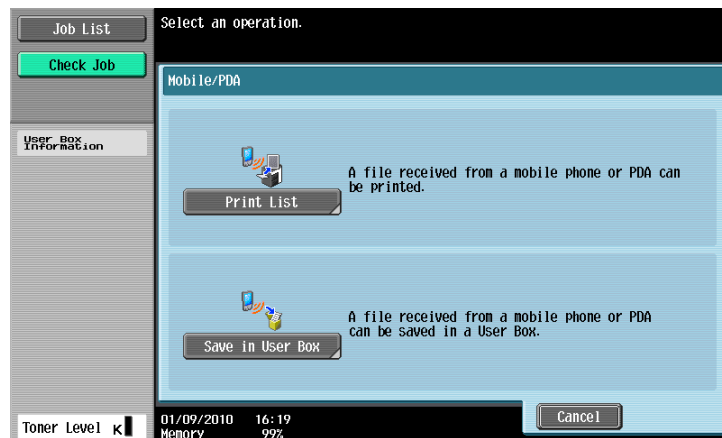 Job List
Select an operation.
Check Job
Mobile/PDA
User Box
Information
A file received from a mobile phone or PDA can
be printed.
Print List
A file received from a mobile phone or PDA
can be saved in a User Box.
Save in User Box
Toner Level K
01/09/2010 16:19
Memory 99%
Cancel